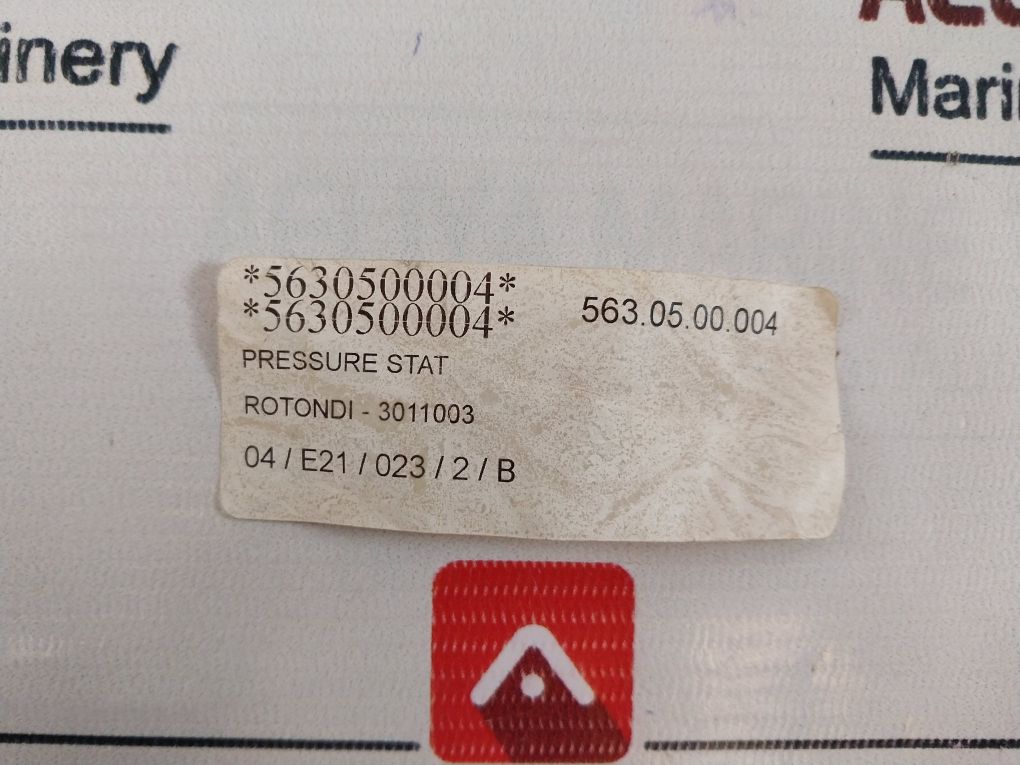 inery
Mari
*5630500004*
*5630500004*
563.05.00.004
PRESSURE STAT
ROTONDI - 3011003
04 / E21 / 023 / 2 / B